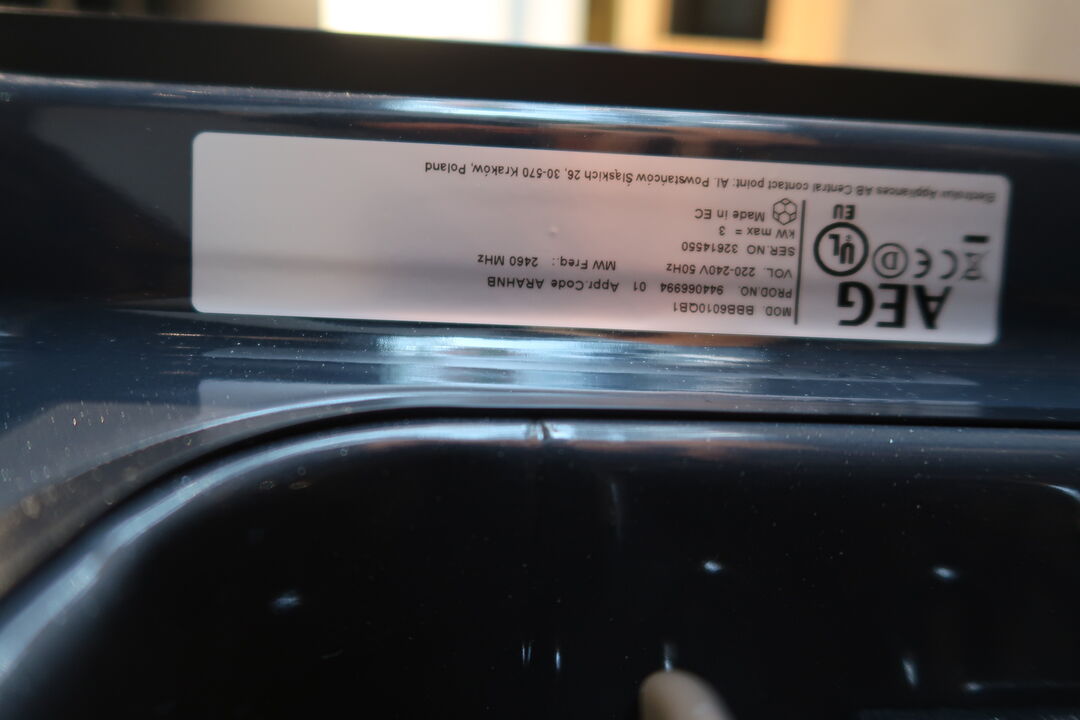 AEG
UL
D
EU
MOD. BBB6010QB1
PROD.NO. 944066994 01 Appr.Code ARAHNB
VOL. 220-240V 50Hz MW Freq.: 2460 MHz
SER.NO 32614550
kW max = 3
Made in EC
Electrolux Appliances AB Central contact point: Al. Powstańców Śląskich 26, 30-570 Kraków, Poland